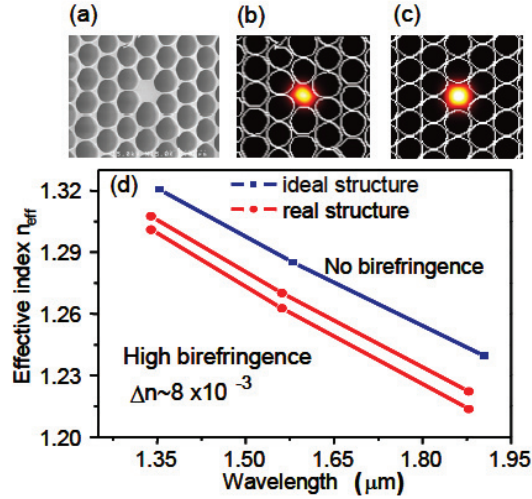 (a) (b) (c)
(d)
ideal structure
real structure
No birefringence
High birefringence
Δn~8 x10 -3
Effective index neff
1.32
1.29
1.26
1.23
1.20
1.35 1.50 1.65 1.80 1.95
Wavelength (μm)